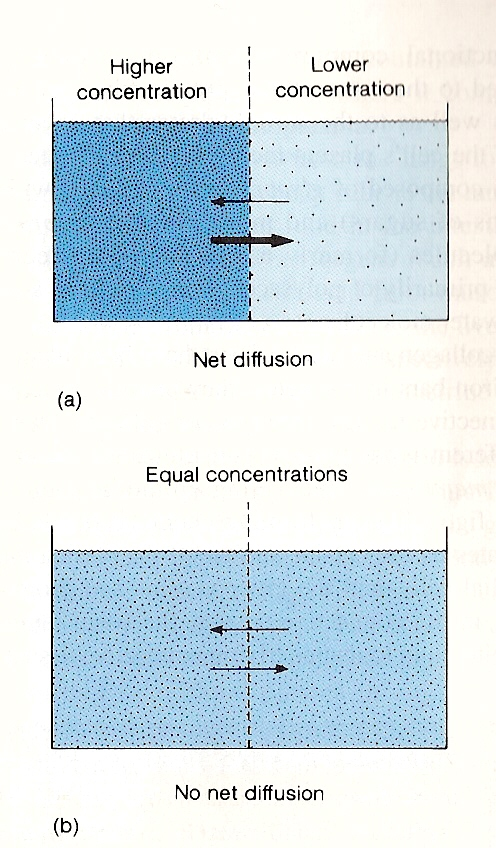 Higher
concentration
Lower
concentration
Net diffusion
(a)
Equal concentrations
No net diffusion
(b)